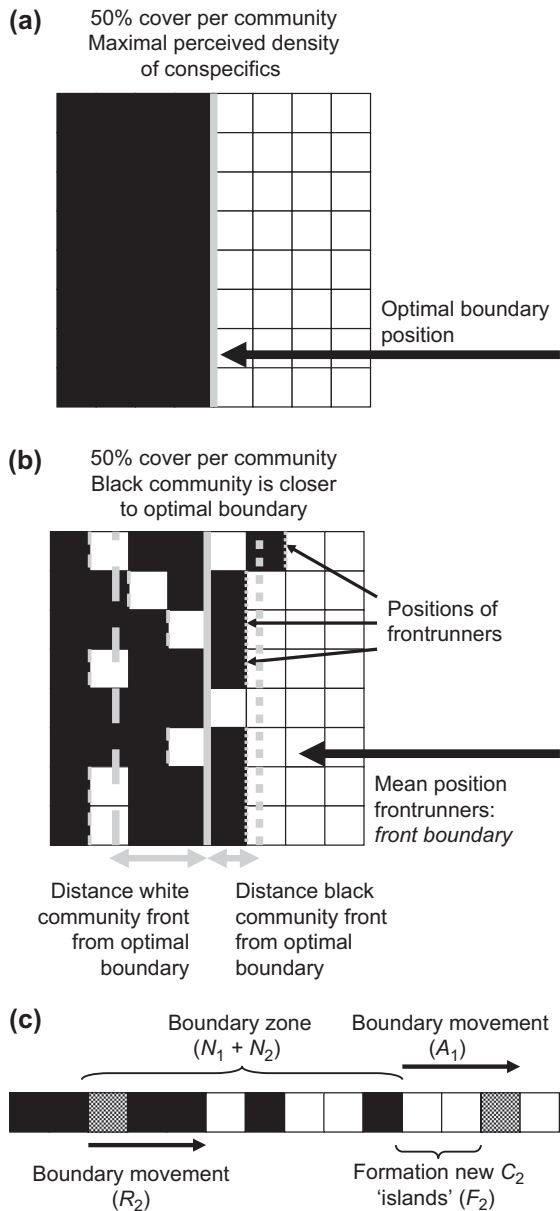 (a)
50% cover per community
Maximal perceived density
of conspecifics
Optimal boundary
position
(b)
50% cover per community
Black community is closer
to optimal boundary
Positions of
frontrunners
Mean position
frontrunners:
front boundary
Distance white
community front
from optimal
boundary
Distance black
community front
from optimal
boundary
(c)
Boundary zone
(N1 + N2)
Boundary movement
(A1)
Boundary movement
(R2)
Formation new C2
'islands' (F2)